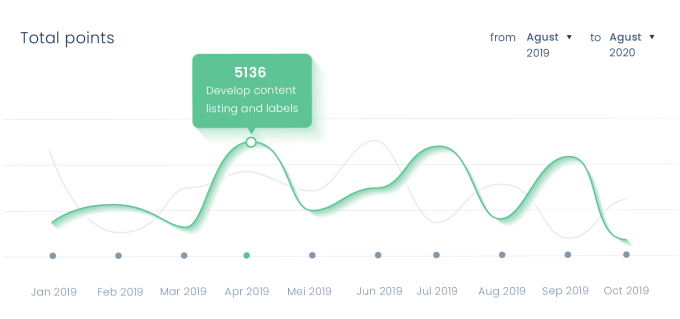 Total points
from Agust ▼ to Agust ▼
2019 2020
5136
Develop content
listing and labels
Jan 2019 Feb 2019 Mar 2019 Apr 2019 Mei 2019 Jun 2019 Jul 2019 Aug 2019 Sep 2019 Oct 2019